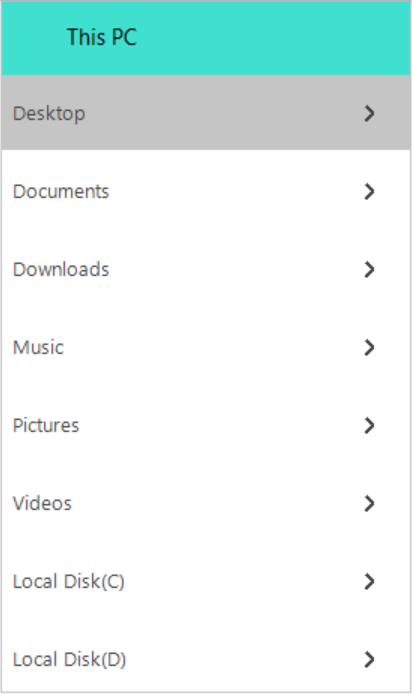 This PC
Desktop
Documents
Downloads
Music
Pictures
Videos
Local Disk(C)
Local Disk(D)